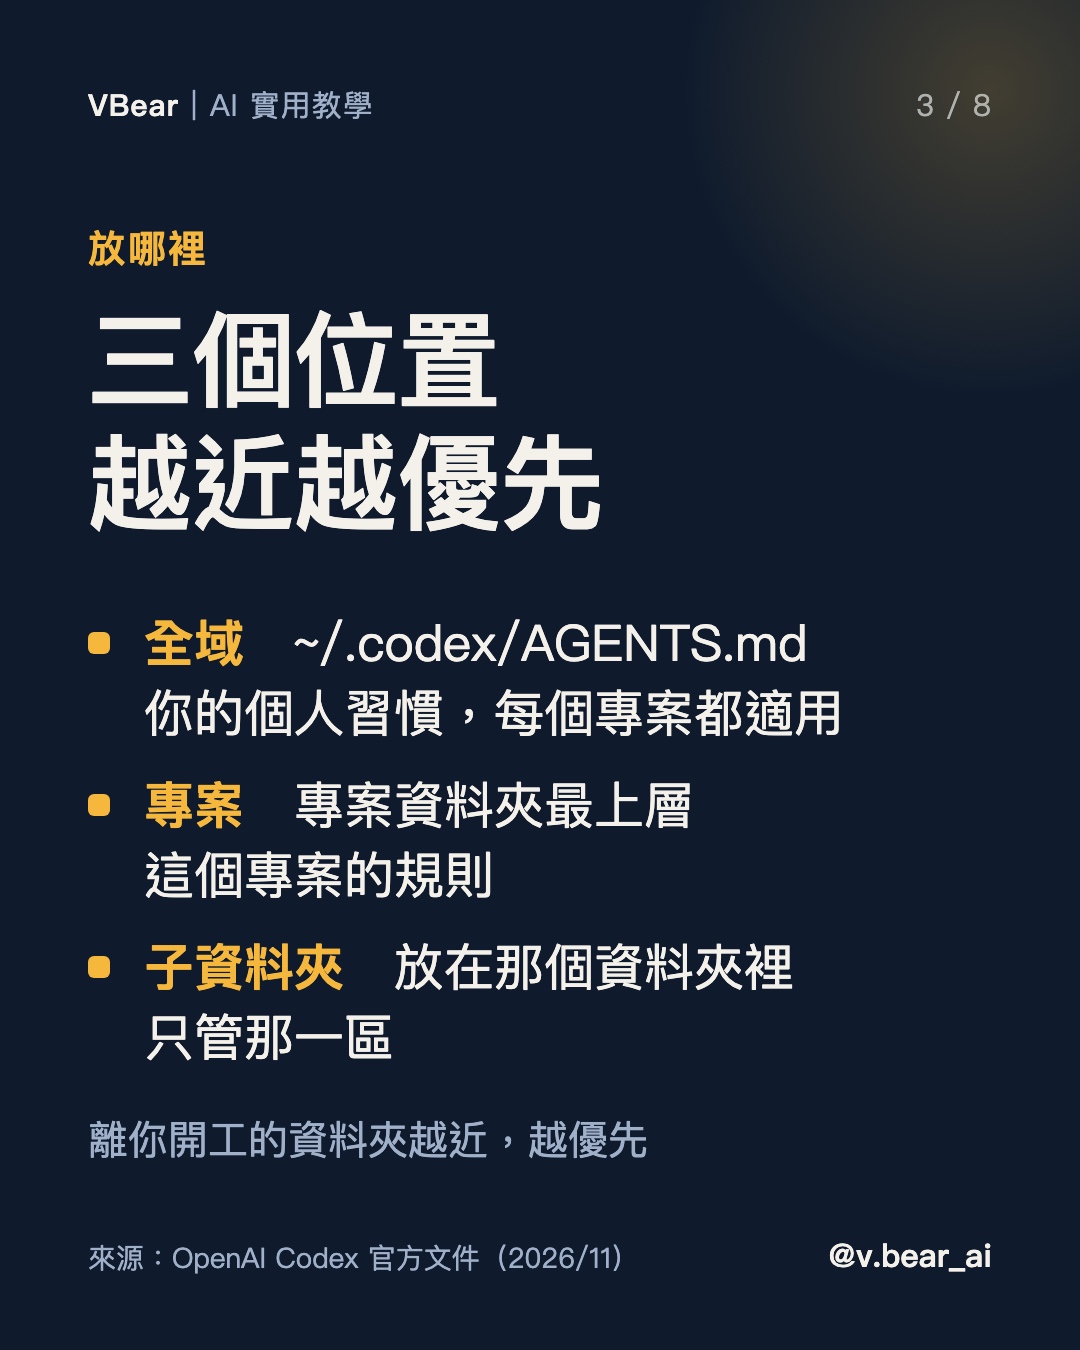 VBear | AI 實用教學
3 / 8
放哪裡
三個位置
越近越優先
全域 ~/.codex/AGENTS.md
你的個人習慣，每個專案都適用
專案 專案資料夾最上層
這個專案的規則
子資料夾 放在那個資料夾裡
只管那一區
離你開工的資料夾越近，越優先
來源：OpenAI Codex 官方文件（2026/11）
@v.bear_ai